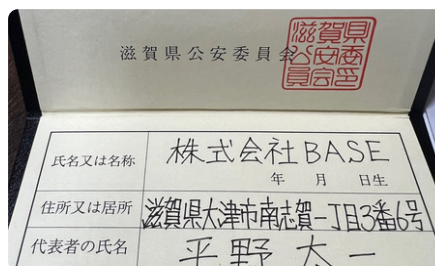 滋賀県公安委員会
滋賀県公安委員会印
氏名又は名称 株式会社BASE
年 月 日生
住所又は居所 滋賀県大津市南志賀一丁目3番6号
代表者の氏名 平野太一